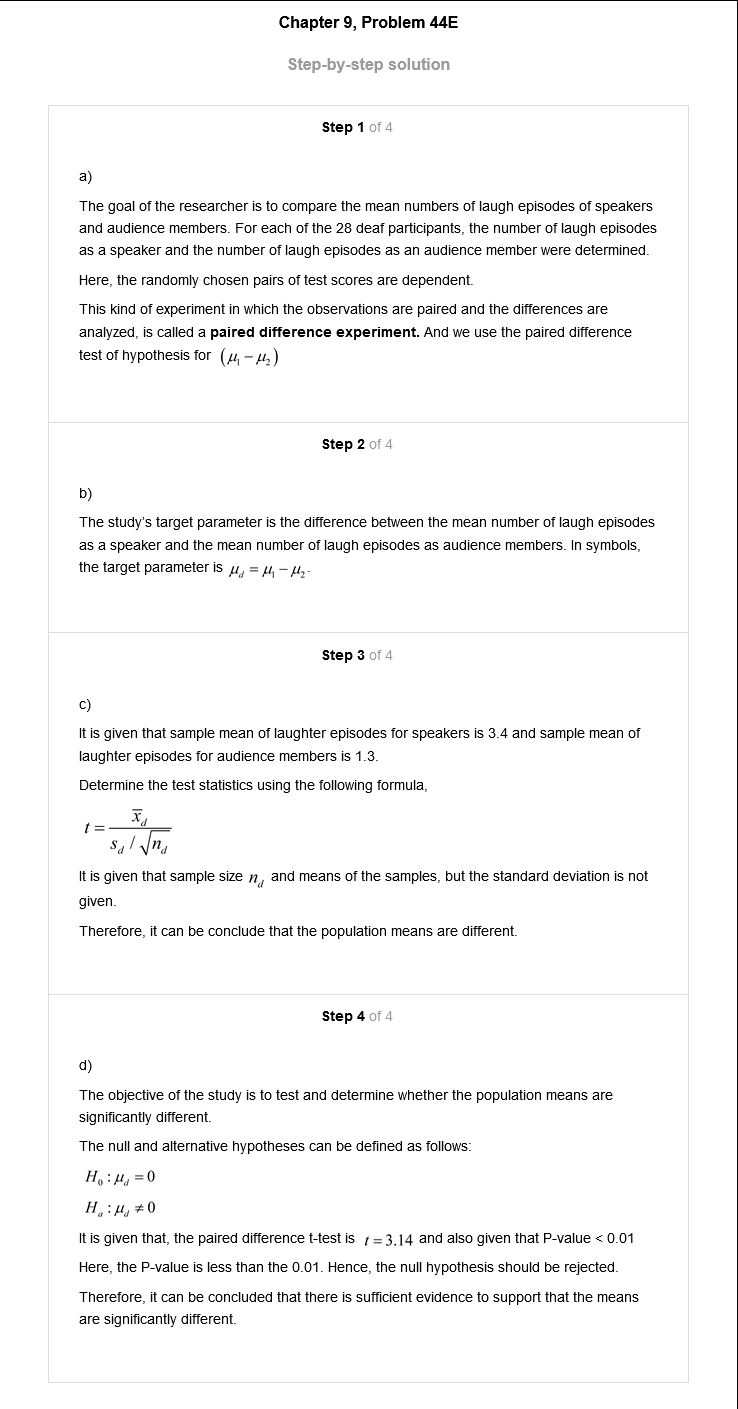 Chapter 9, Problem 44E
Step-by-step solution
Step 1 of 4
a)
The goal of the researcher is to compare the mean numbers of laugh episodes of speakers
and audience members. For each of the 28 deaf participants, the number of laugh episodes
as a speaker and the number of laugh episodes as an audience member were determined.
Here, the randomly chosen pairs of test scores are dependent.
This kind of experiment in which the observations are paired and the differences are
analyzed, is called a paired difference experiment. And we use the paired difference
test of hypothesis for (μ₁ − μ₂)
Step 2 of 4
b)
The study's target parameter is the difference between the mean number of laugh episodes
as a speaker and the mean number of laugh episodes as audience members. In symbols,
the target parameter is μ_d = μ₁ − μ₂.
Step 3 of 4
c)
It is given that sample mean of laughter episodes for speakers is 3.4 and sample mean of
laughter episodes for audience members is 1.3.
Determine the test statistics using the following formula,
t = x̄_d / (s_d / √n_d)
It is given that sample size n_d and means of the samples, but the standard deviation is not
given.
Therefore, it can be conclude that the population means are different.
Step 4 of 4
d)
The objective of the study is to test and determine whether the population means are
significantly different.
The null and alternative hypotheses can be defined as follows:
H₀ : μ_d = 0
H_a : μ_d ≠ 0
It is given that, the paired difference t-test is t = 3.14 and also given that P-value < 0.01
Here, the P-value is less than the 0.01. Hence, the null hypothesis should be rejected.
Therefore, it can be concluded that there is sufficient evidence to support that the means
are significantly different.